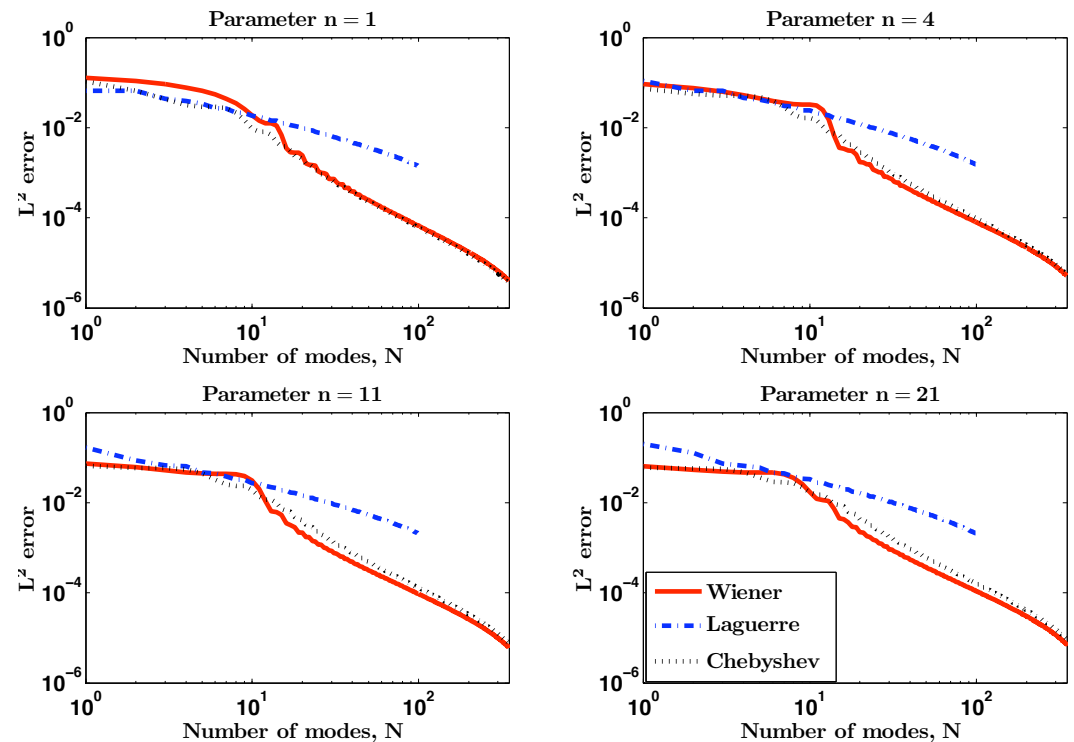 Parameter n = 1
10^0
10^-2
10^-4
10^-6
L^2 error
10^0
10^1
10^2
Number of modes, N
Parameter n = 4
10^0
10^-2
10^-4
10^-6
L^2 error
10^0
10^1
10^2
Number of modes, N
Parameter n = 11
10^0
10^-2
10^-4
10^-6
L^2 error
10^0
10^1
10^2
Number of modes, N
Parameter n = 21
10^0
10^-2
10^-4
10^-6
L^2 error
Wiener
Laguerre
Chebyshev
10^0
10^1
10^2
Number of modes, N